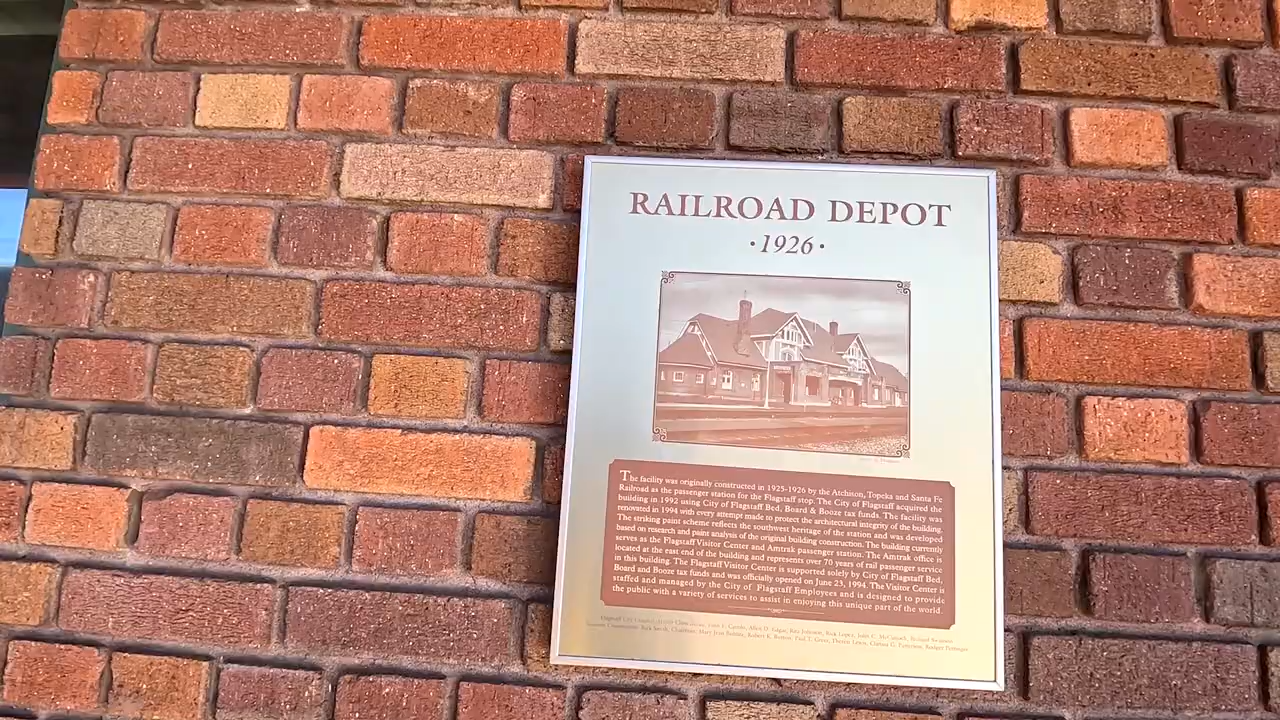 RAILROAD DEPOT
•1926•
The facility was originally constructed in 1925-1926 by the Atchison, Topeka and Santa Fe
Railroad as the passenger station for the Flagstaff stop. The City of Flagstaff acquired the
building in 1992 using City of Flagstaff Bed, Board & Booze tax funds. The facility was
renovated in 1994 with every attempt made to protect the architectural integrity of the building.
The striking paint scheme reflects the southwest heritage of the station and was developed
based on research and paint analysis of the original building construction. The building currently
serves as the Flagstaff Visitor Center and Amtrak passenger station. The Amtrak office is
located at the east end of the building and represents over 70 years of rail passenger service
in this building. The Flagstaff Visitor Center is supported solely by City of Flagstaff Bed,
Board and Booze tax funds and was officially opened on June 23, 1994. The Visitor Center is
staffed and managed by the City of Flagstaff Employees and is designed to provide
the public with a variety of services to assist in enjoying this unique part of the world.
Flagstaff City Council
Rick Smith, Chairman;